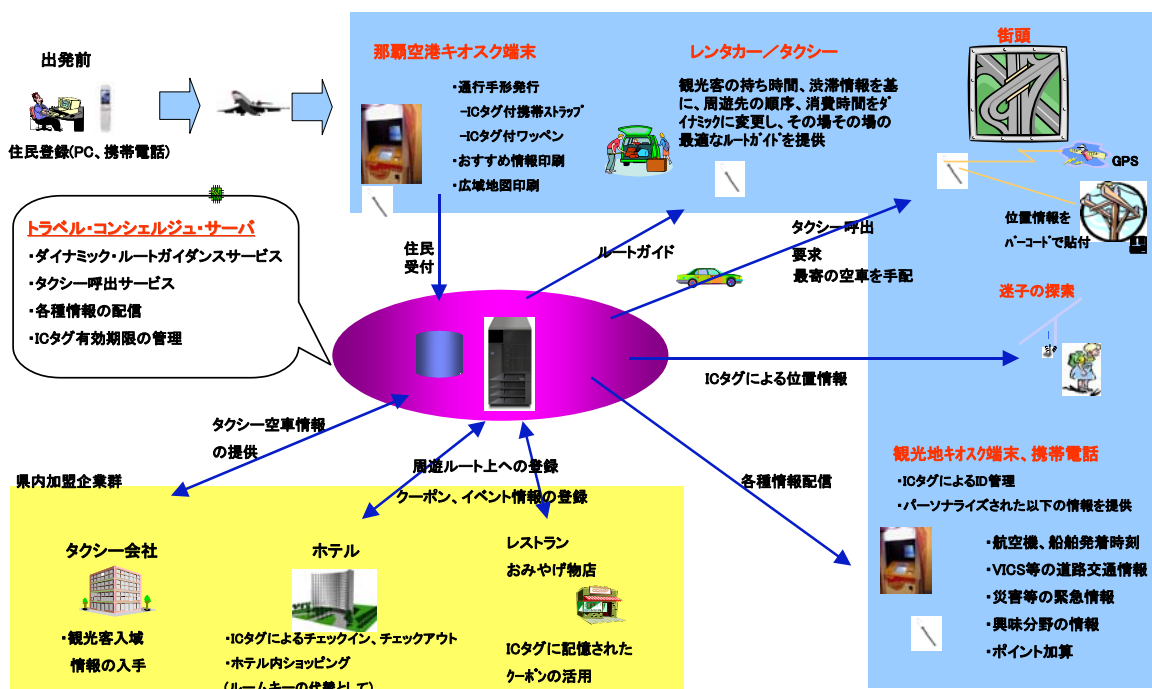 出発前
住民登録(PC、携帯電話)
那覇空港キオスク端末
・通行手形発行
－ICタグ付携帯ストラップ
－ICタグ付ワッペン
・おすすめ情報印刷
・広域地図印刷
レンタカー／タクシー
観光客の持ち時間、渋滞情報を基
に、周遊先の順序、消費時間をダ
イナミックに変更し、その場その場の
最適なルートガイドを提供
街頭
GPS
位置情報を
バーコードで貼付
トラベル・コンシェルジュ・サーバ
・ダイナミック・ルートガイダンスサービス
・タクシー呼出サービス
・各種情報の配信
・ICタグ有効期限の管理
住民
受付
ルートガイド
タクシー呼出
要求
最寄の空車を手配
迷子の探索
ICタグによる位置情報
タクシー空車情報
の提供
周遊ルート上への登録
クーポン、イベント情報の登録
各種情報配信
観光地キオスク端末、携帯電話
・ICタグによるID管理
・パーソナライズされた以下の情報を提供
・航空機、船舶発着時刻
・VICS等の道路交通情報
・災害等の緊急情報
・興味分野の情報
・ポイント加算
県内加盟企業群
タクシー会社
・観光客入域
情報の入手
ホテル
・ICタグによるチェックイン、チェックアウト
・ホテル内ショッピング
(ルームキーの代替として)
レストラン
おみやげ物店
ICタグに記憶された
クーポンの活用